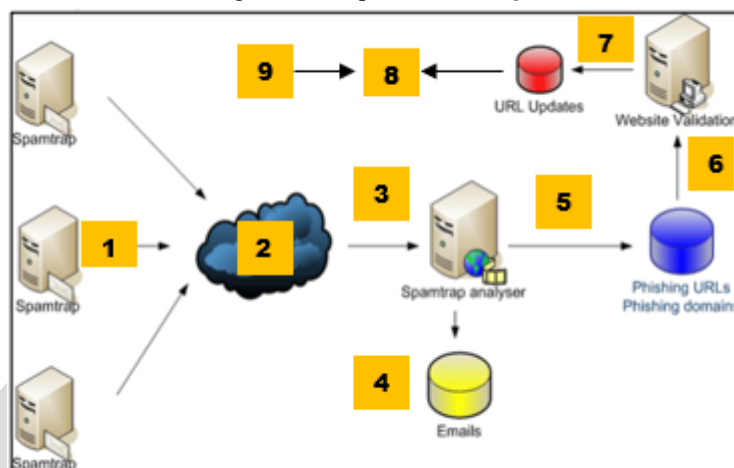 7
9
8
URL Updates
Website Validation
Spamtrap
3
5
6
1
2
Spamtrap
Spamtrap analyser
Phishing URLs
Phishing domains
4
Emails
Spamtrap